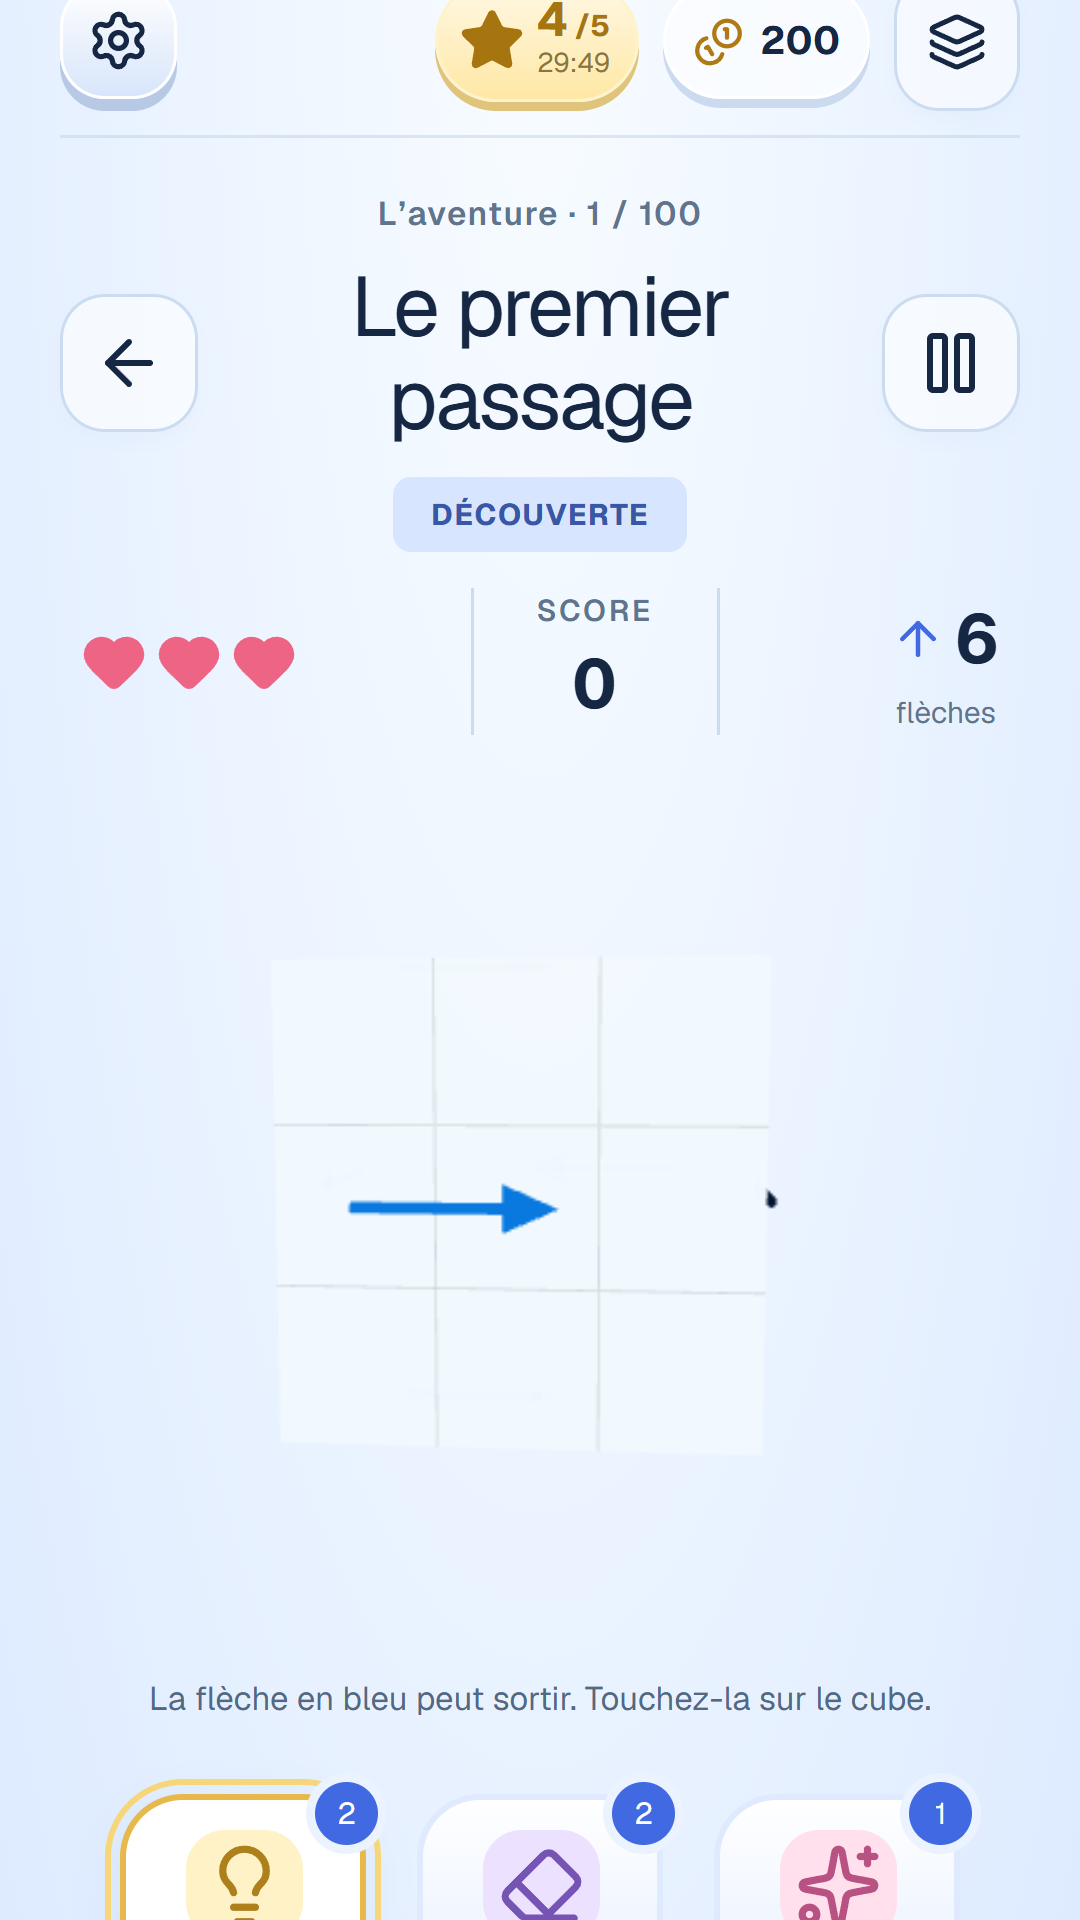 4 /5
29:49
200
L’aventure · 1 / 100
Le premier
passage
DÉCOUVERTE
SCORE
0
6
flèches
La flèche en bleu peut sortir. Touchez-la sur le cube.
2
2
1